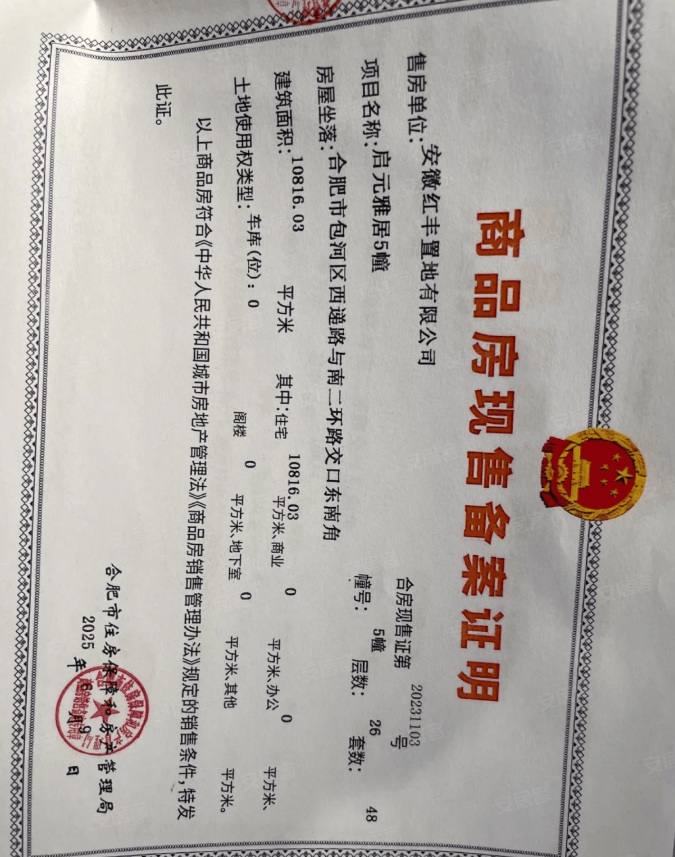 商品房现售备案证明
合房现售证第 20231103 号
售房单位：安徽红丰置地有限公司
项目名称：启元雅居5幢 幢号： 5幢 层数： 26 套数： 48
房屋坐落：合肥市包河区西递路与南二环路交口东南角
建筑面积：10816.03 平方米 其中：住宅 10816.03 平方米、商业 0 平方米、办公 0 平方米、
土地使用权类型：车库(位)：0 阁楼 0 平方米、地下室 0 平方米、其他 平方米。
以上商品房符合《中华人民共和国城市房地产管理法》《商品房销售管理办法》规定的销售条件，特发
此证。
合肥市住房保障和房产管理局
2025 年 6 月 9 日